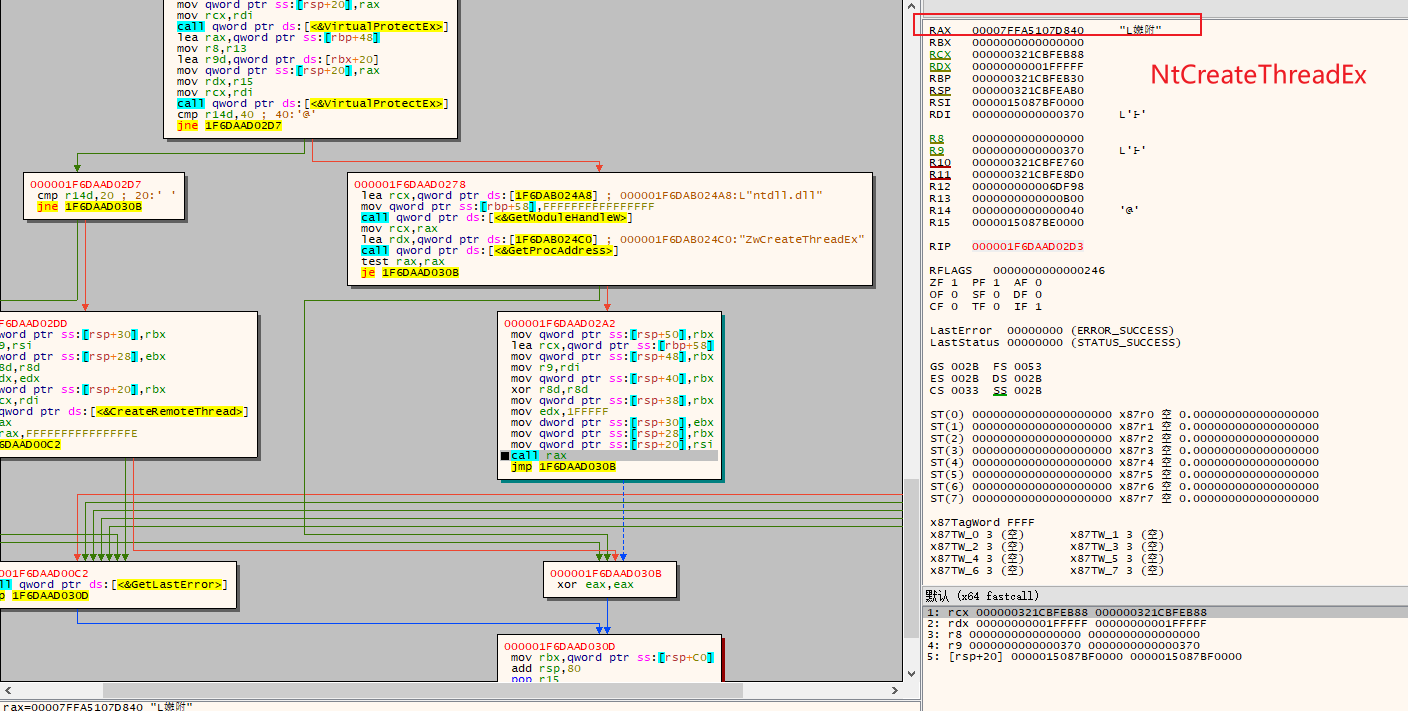 mov qword ptr ss:[rsp+20],rax
mov rcx,rdi
call qword ptr ds:[<&VirtualProtectEx>]
lea rax,qword ptr ss:[rbp+48]
mov r8,r13
lea r9d,qword ptr ds:[rbx+20]
mov qword ptr ss:[rsp+20],rax
mov rdx,r15
mov rcx,rdi
call qword ptr ds:[<&VirtualProtectEx>]
cmp r14d,40 ; 40:'@'
jne 1F6DAAD02D7
000001F6DAAD02D7
cmp r14d,20 ; 20:' '
jne 1F6DAAD030B
000001F6DAAD0278
lea rcx,qword ptr ds:[1F6DAB024A8] ; 000001F6DAB024A8:L"ntdll.dll"
mov qword ptr ss:[rbp+58],FFFFFFFFFFFFFFFF
call qword ptr ds:[<&GetModuleHandleW>]
mov rcx,rax
lea rdx,qword ptr ds:[1F6DAB024C0] ; 000001F6DAB024C0:"ZwCreateThreadEx"
call qword ptr ds:[<&GetProcAddress>]
test rax,rax
je 1F6DAAD030B
F6DAAD02DD
word ptr ss:[rsp+30],rbx
9,rsi
word ptr ss:[rsp+28],ebx
8d,r8d
dx,edx
word ptr ss:[rsp+20],rbx
cx,rdi
qword ptr ds:[<&CreateRemoteThread>]
ax
rax,FFFFFFFFFFFFFFFE
6DAAD00C2
000001F6DAAD02A2
mov qword ptr ss:[rsp+50],rbx
lea rcx,qword ptr ss:[rbp+58]
mov qword ptr ss:[rsp+48],rbx
mov r9,rdi
mov qword ptr ss:[rsp+40],rbx
xor r8d,r8d
mov qword ptr ss:[rsp+38],rbx
mov edx,1FFFFF
mov dword ptr ss:[rsp+30],ebx
mov qword ptr ss:[rsp+28],rbx
mov qword ptr ss:[rsp+20],rsi
call rax
jmp 1F6DAAD030B
F6DAAD00C2
ll qword ptr ds:[<&GetLastError>]
p 1F6DAAD030D
000001F6DAAD030B
xor eax,eax
000001F6DAAD030D
mov rbx,qword ptr ss:[rsp+C0]
add rsp,80
pop r15
rax=00007FFA5107D840
RAX 00007FFA5107D840
RBX 0000000000000000
RCX 000000321CBFEB88
RDX 00000000001FFFFF
RBP 000000321CBFEB30
RSP 000000321CBFEAB0
RSI 0000015087BF0000
RDI 0000000000000370
NtCreateThreadEx
R8 0000000000000000
R9 0000000000000370
R10 000000321CBFE760
R11 000000321CBFE8D0
R12 000000000006DF98
R13 0000000000000B00
R14 0000000000000040 '@'
R15 0000015087BE0000
RIP 000001F6DAAD02D3
RFLAGS 0000000000000246
ZF 1 PF 1 AF 0
OF 0 SF 0 DF 0
CF 0 TF 0 IF 1
LastError 00000000 (ERROR_SUCCESS)
LastStatus 00000000 (STATUS_SUCCESS)
GS 002B FS 0053
ES 002B DS 002B
CS 0033 SS 002B
ST(0) 00000000000000000000 x87r0 空 0.000000000000000000
ST(1) 00000000000000000000 x87r1 空 0.000000000000000000
ST(2) 00000000000000000000 x87r2 空 0.000000000000000000
ST(3) 00000000000000000000 x87r3 空 0.000000000000000000
ST(4) 00000000000000000000 x87r4 空 0.000000000000000000
ST(5) 00000000000000000000 x87r5 空 0.000000000000000000
ST(6) 00000000000000000000 x87r6 空 0.000000000000000000
ST(7) 00000000000000000000 x87r7 空 0.000000000000000000
x87TagWord FFFF
x87TW_0 3 (空) x87TW_1 3 (空)
x87TW_2 3 (空) x87TW_3 3 (空)
x87TW_4 3 (空) x87TW_5 3 (空)
x87TW_6 3 (空) x87TW_7 3 (空)
默认 (x64 fastcall)
1: rcx 000000321CBFEB88 000000321CBFEB88
2: rdx 00000000001FFFFF 00000000001FFFFF
3: r8 0000000000000000 0000000000000000
4: r9 0000000000000370 0000000000000370
5: [rsp+20] 0000015087BF0000 0000015087BF0000